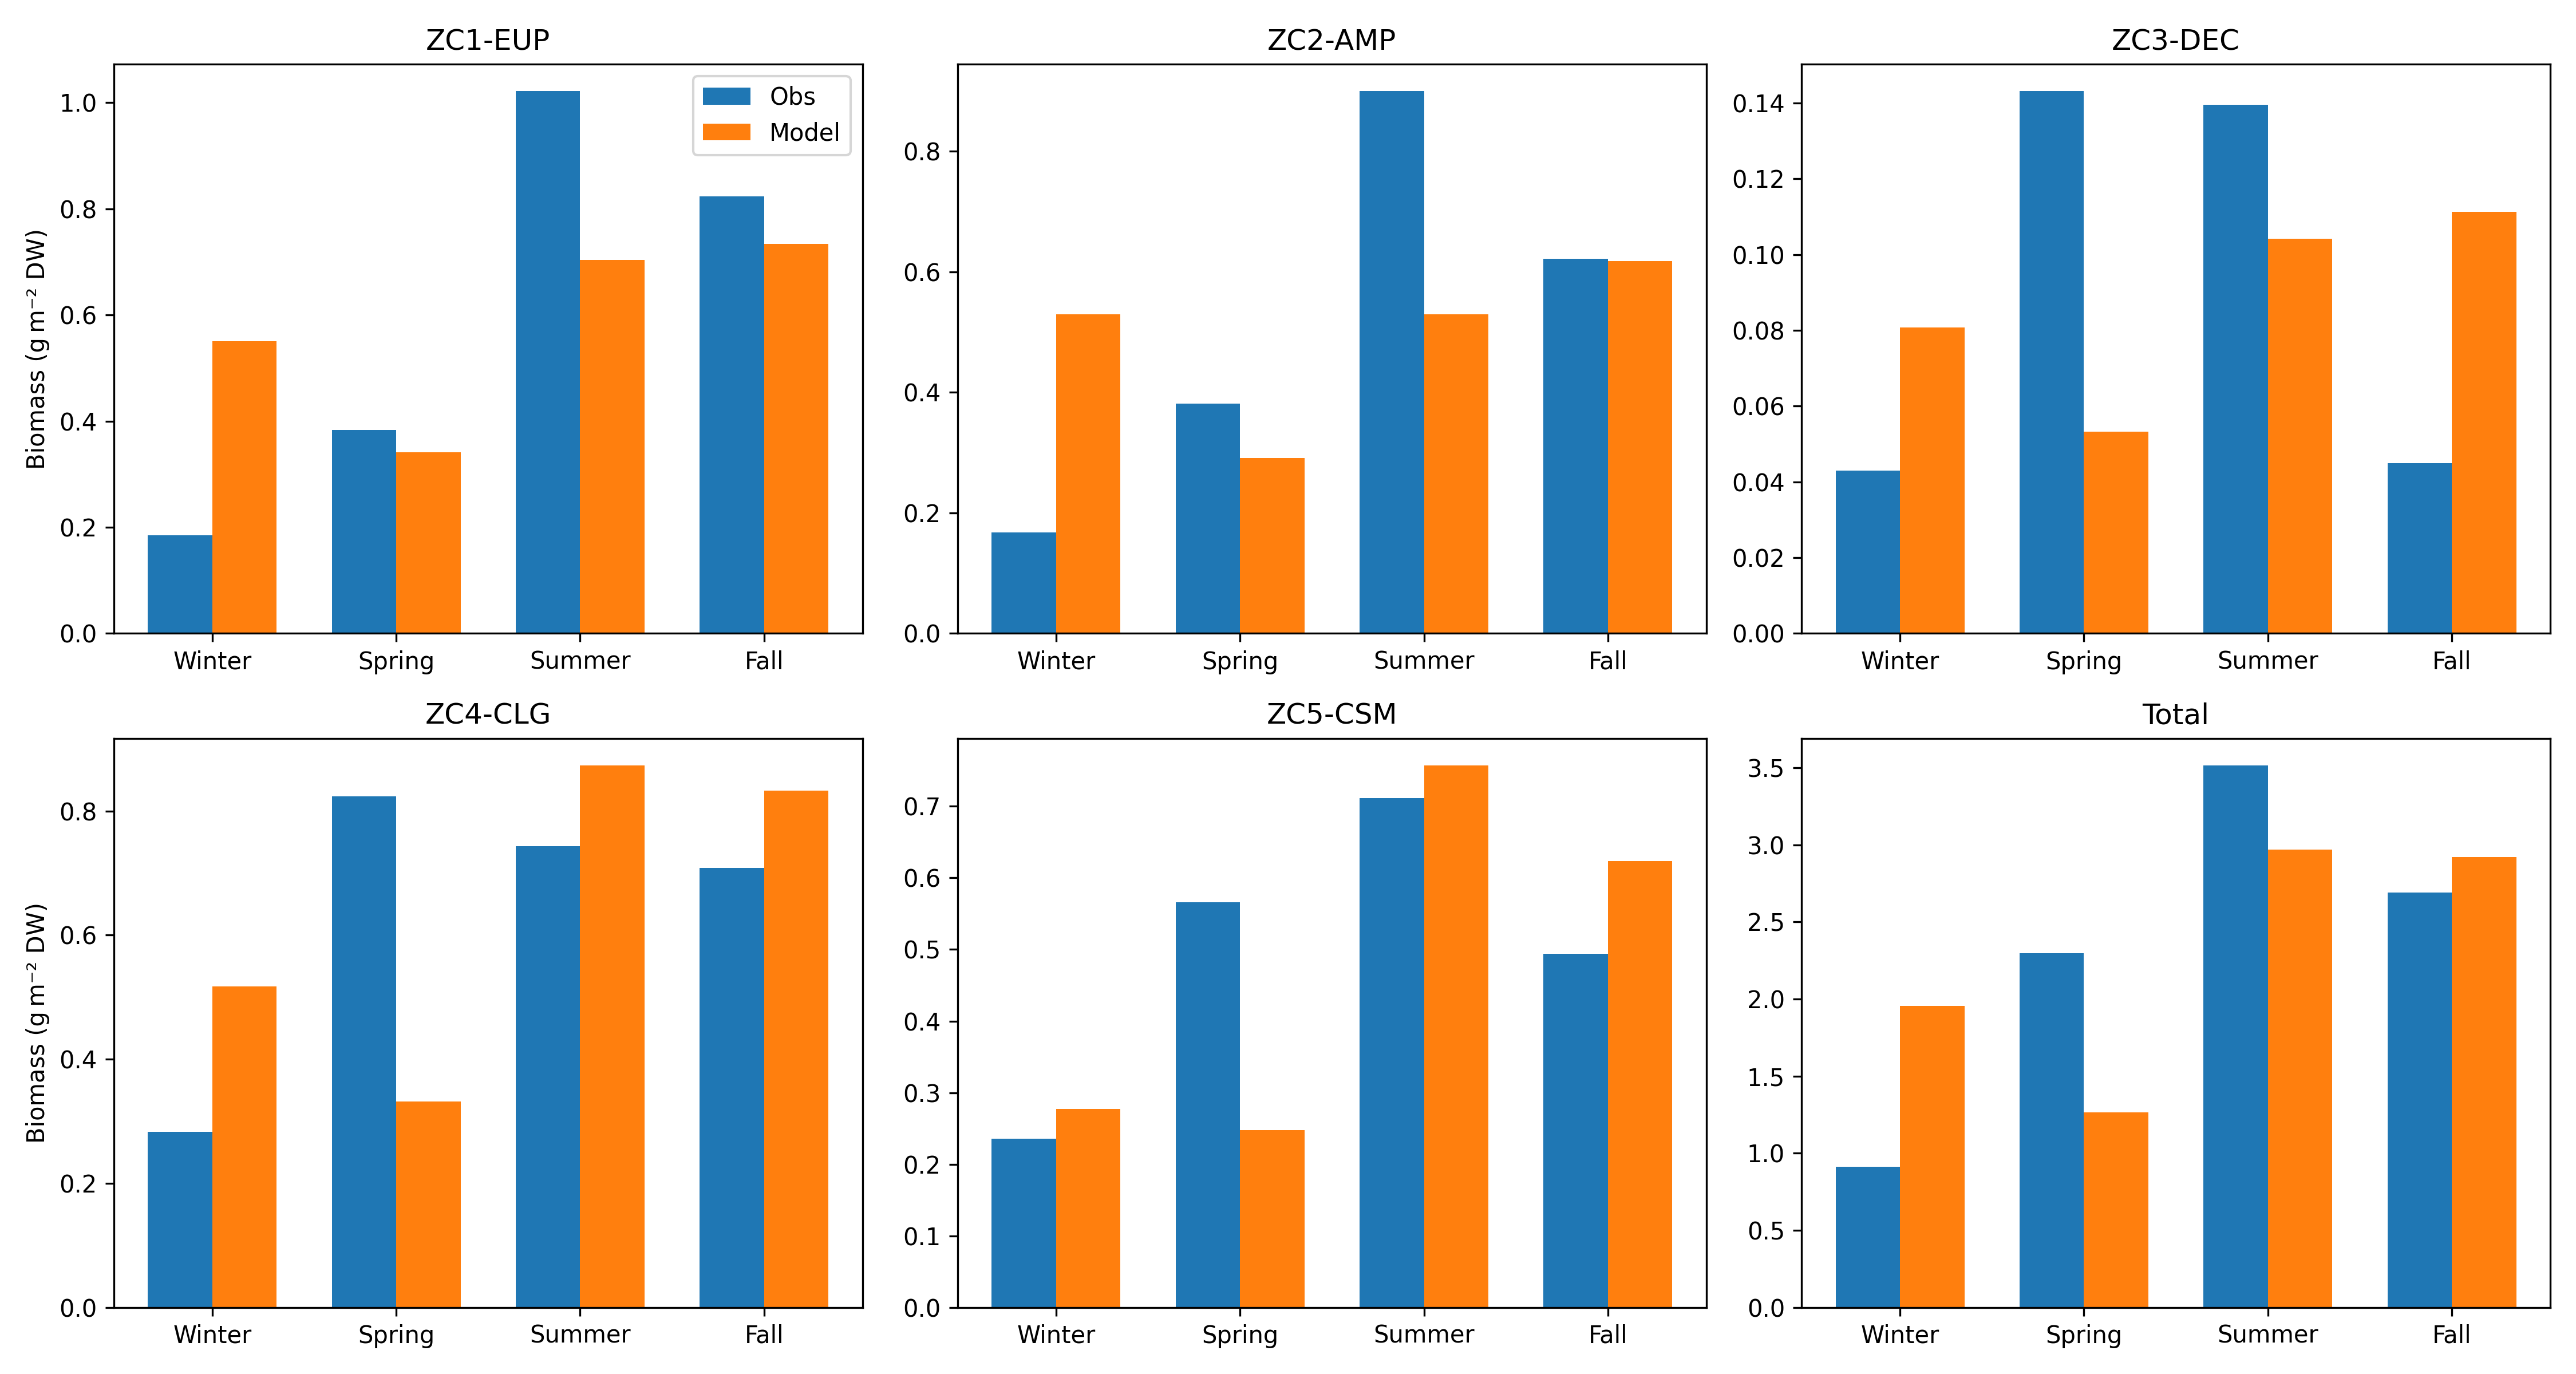 ZC1-EUP
Obs
Model
Biomass (g m⁻² DW)
1.0
0.8
0.6
0.4
0.2
0.0
Winter Spring Summer Fall
ZC2-AMP
0.8
0.6
0.4
0.2
0.0
Winter Spring Summer Fall
ZC3-DEC
0.14
0.12
0.10
0.08
0.06
0.04
0.02
0.00
Winter Spring Summer Fall
ZC4-CLG
Biomass (g m⁻² DW)
0.8
0.6
0.4
0.2
0.0
Winter Spring Summer Fall
ZC5-CSM
0.7
0.6
0.5
0.4
0.3
0.2
0.1
0.0
Winter Spring Summer Fall
Total
3.5
3.0
2.5
2.0
1.5
1.0
0.5
0.0
Winter Spring Summer Fall